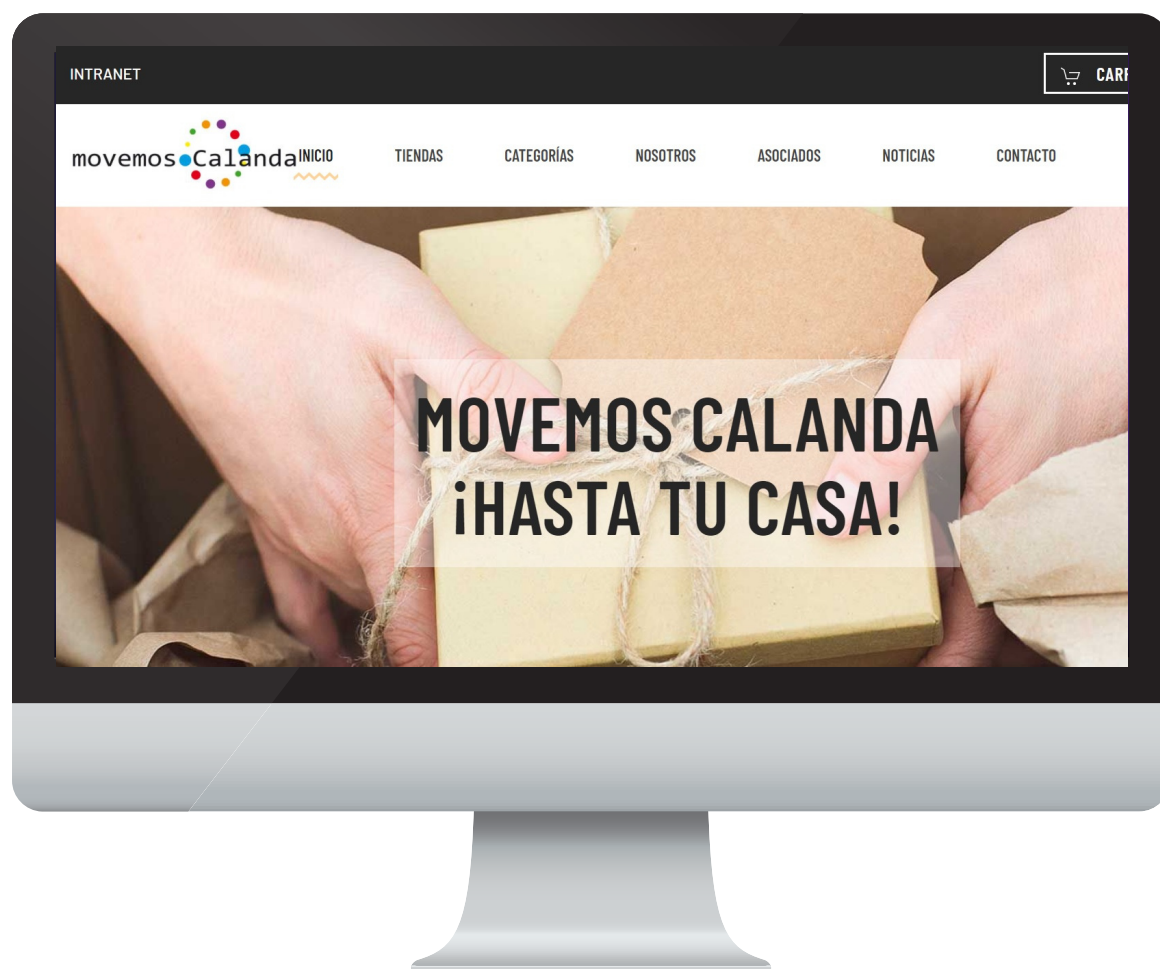 INTRANET
CARR
movemos Calanda
INICIO TIENDAS CATEGORÍAS NOSOTROS ASOCIADOS NOTICIAS CONTACTO
MOVEMOS CALANDA
¡HASTA TU CASA!